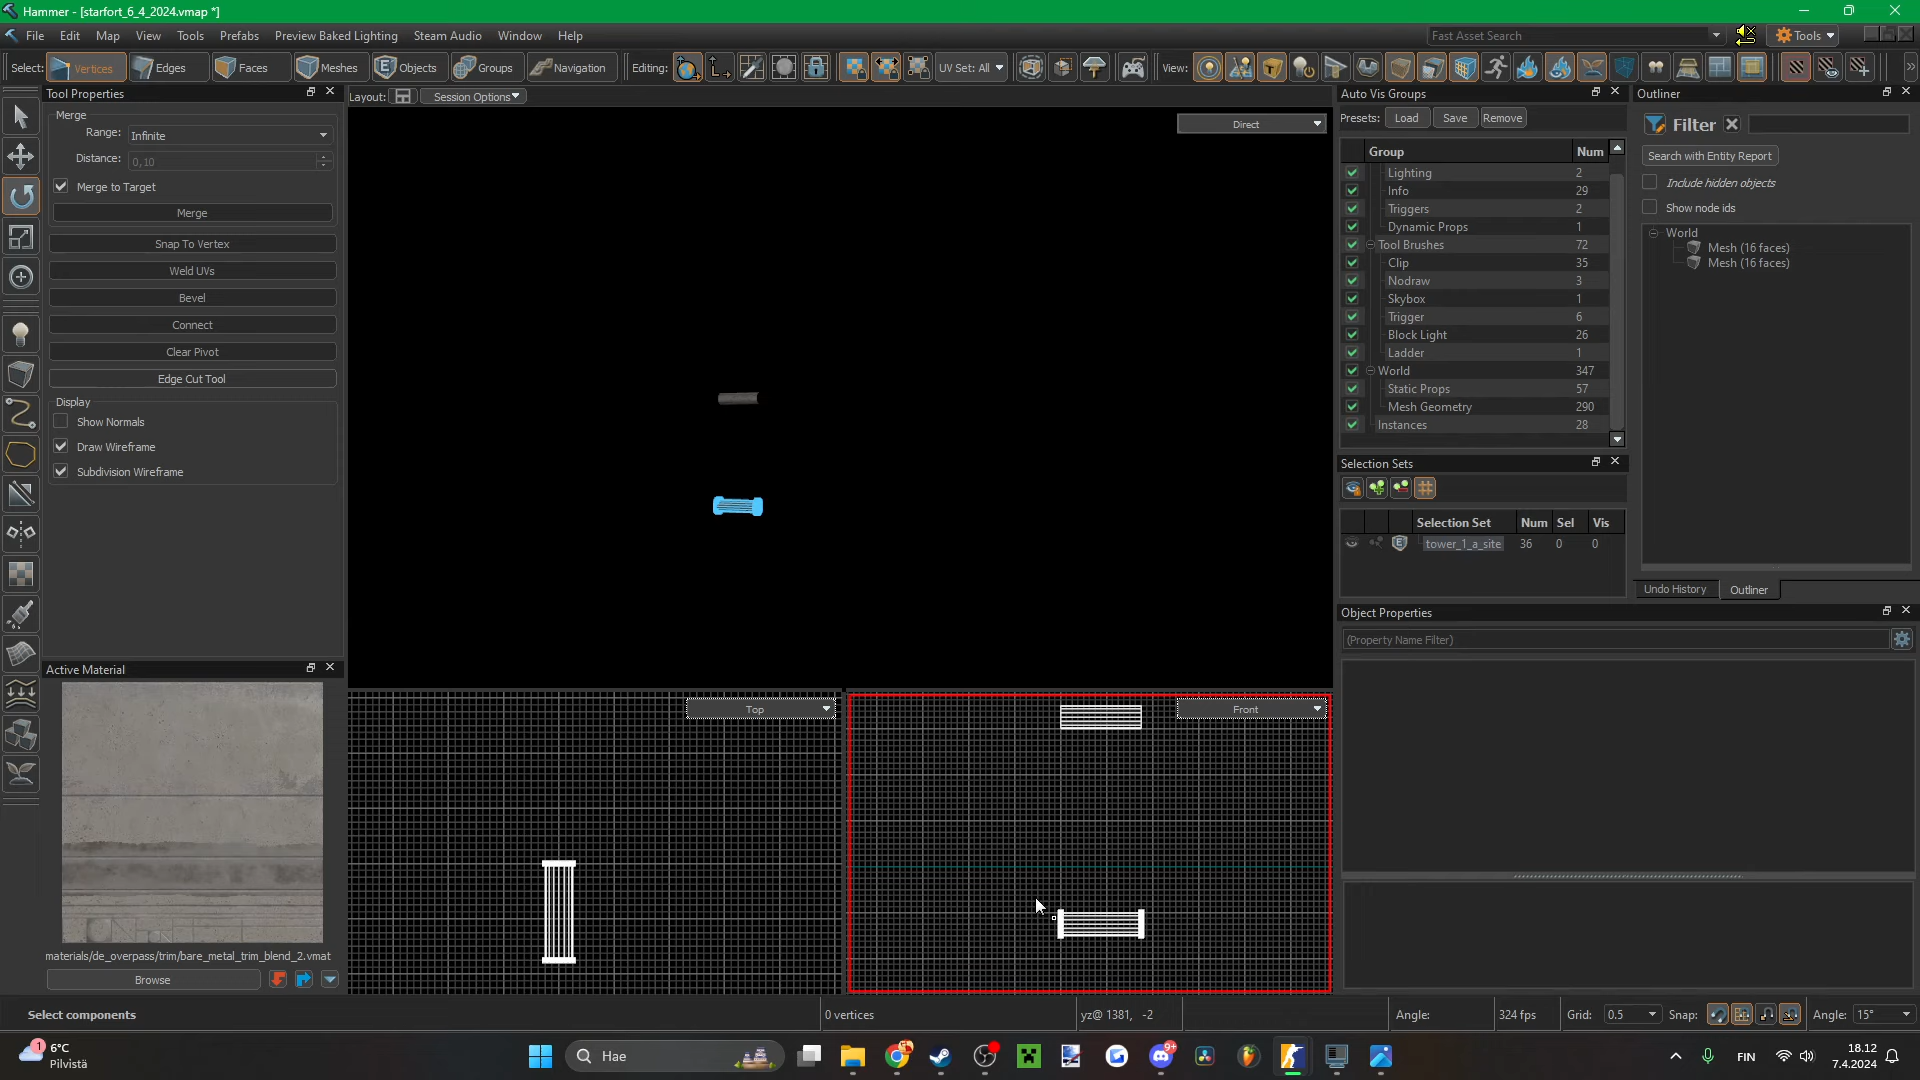 Hammer - [starfort_6_4_2024.vmap *]
File Edit Map View Tools Prefabs Preview Baked Lighting Steam Audio Window Help
Fast Asset Search
Tools
Select: Vertices Edges Faces Meshes Objects Groups Navigation Editing: UV Set: All View:
Tool Properties
Layout: Session Options
Merge
Range: Infinite
Distance: 0,10
Merge to Target
Merge
Snap To Vertex
Weld UVs
Bevel
Connect
Clear Pivot
Edge Cut Tool
Display
Show Normals
Draw Wireframe
Subdivision Wireframe
Active Material
materials/de_overpass/trim/bare_metal_trim_blend_2.vmat
Browse
Direct
Top
Front
Auto Vis Groups
Presets: Load Save Remove
Group Num
Lighting 2
Info 29
Triggers 2
Dynamic Props 1
Tool Brushes 72
Clip 35
Nodraw 3
Skybox 1
Trigger 6
Block Light 26
Ladder 1
World 347
Static Props 57
Mesh Geometry 290
Instances 28
Selection Sets
Selection Set Num Sel Vis
tower_1_a_site 36 0 0
Outliner
Filter
Search with Entity Report
Include hidden objects
Show node ids
World
Mesh (16 faces)
Mesh (16 faces)
Undo History Outliner
Object Properties
(Property Name Filter)
Select components
0 vertices
yz@ 1381, -2
Angle:
324 fps
Grid: 0.5
Snap:
Angle: 15°
1
6°C
Pilvistä
Hae
9+
FIN
18.12
7.4.2024